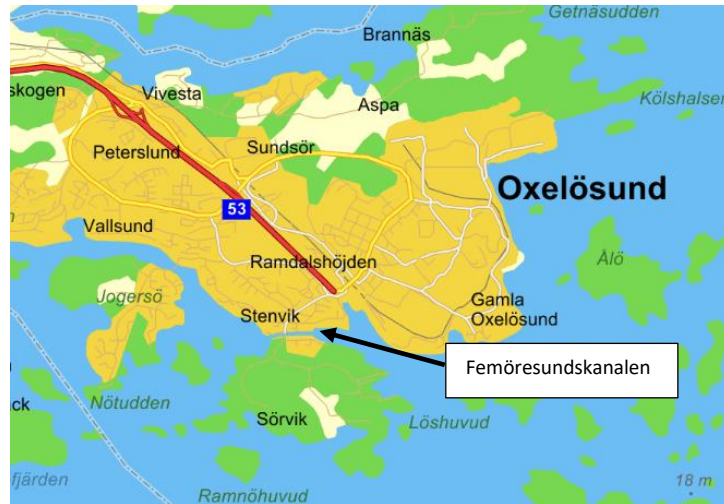 Getnäsudden
Brannäs
skogen
Vivesta
Aspa
Kölshalsen
Peterslund
Sundsör
Oxelösund
53
Vallsund
Ramdalshöjden
Ålö
Jogersö
Stenvik
Gamla
Oxelösund
Femöresundskanalen
ck
Nötudden
Sörvik
Löshuvud
fjärden
Ramnöhuvud
18 m